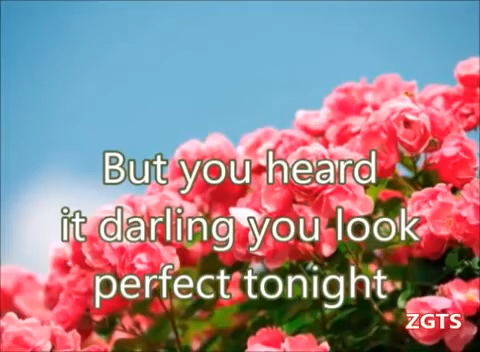 But you heard
it darling you look
perfect tonight
ZGTS